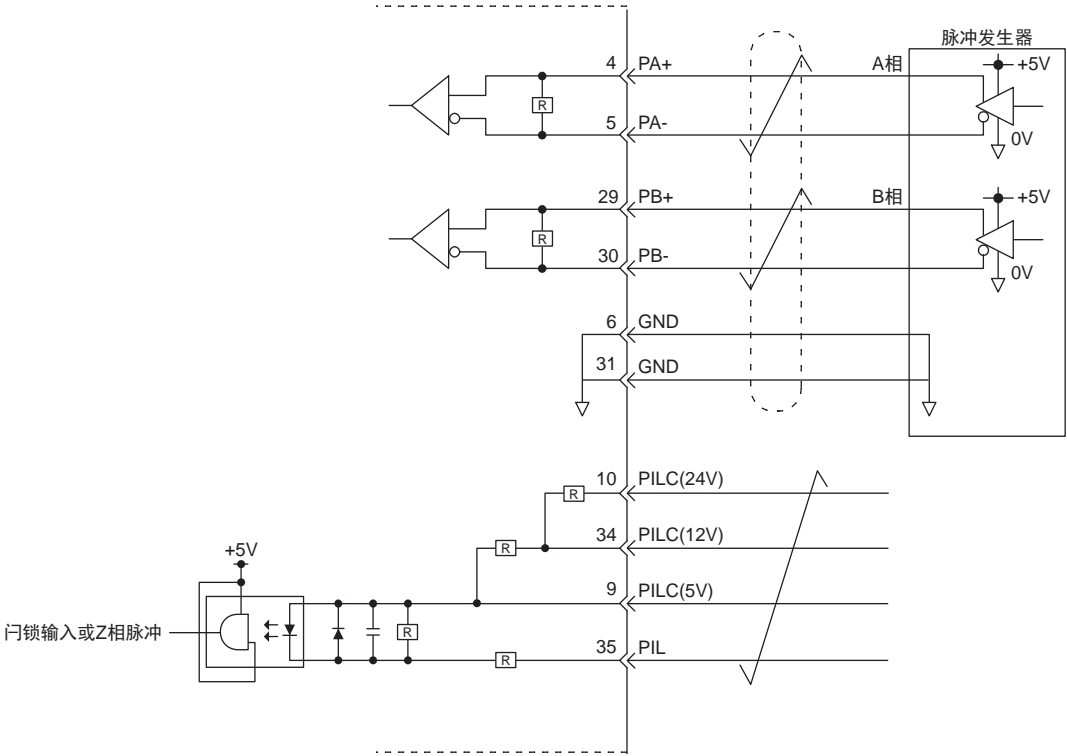 脉冲发生器
4 PA+ A相 +5V
R
5 PA- 0V
29 PB+ B相 +5V
R
30 PB- 0V
6 GND
31 GND
10 PILC(24V)
R
34 PILC(12V)
R
+5V
9 PILC(5V)
闩锁输入或Z相脉冲
R
35 PIL
R